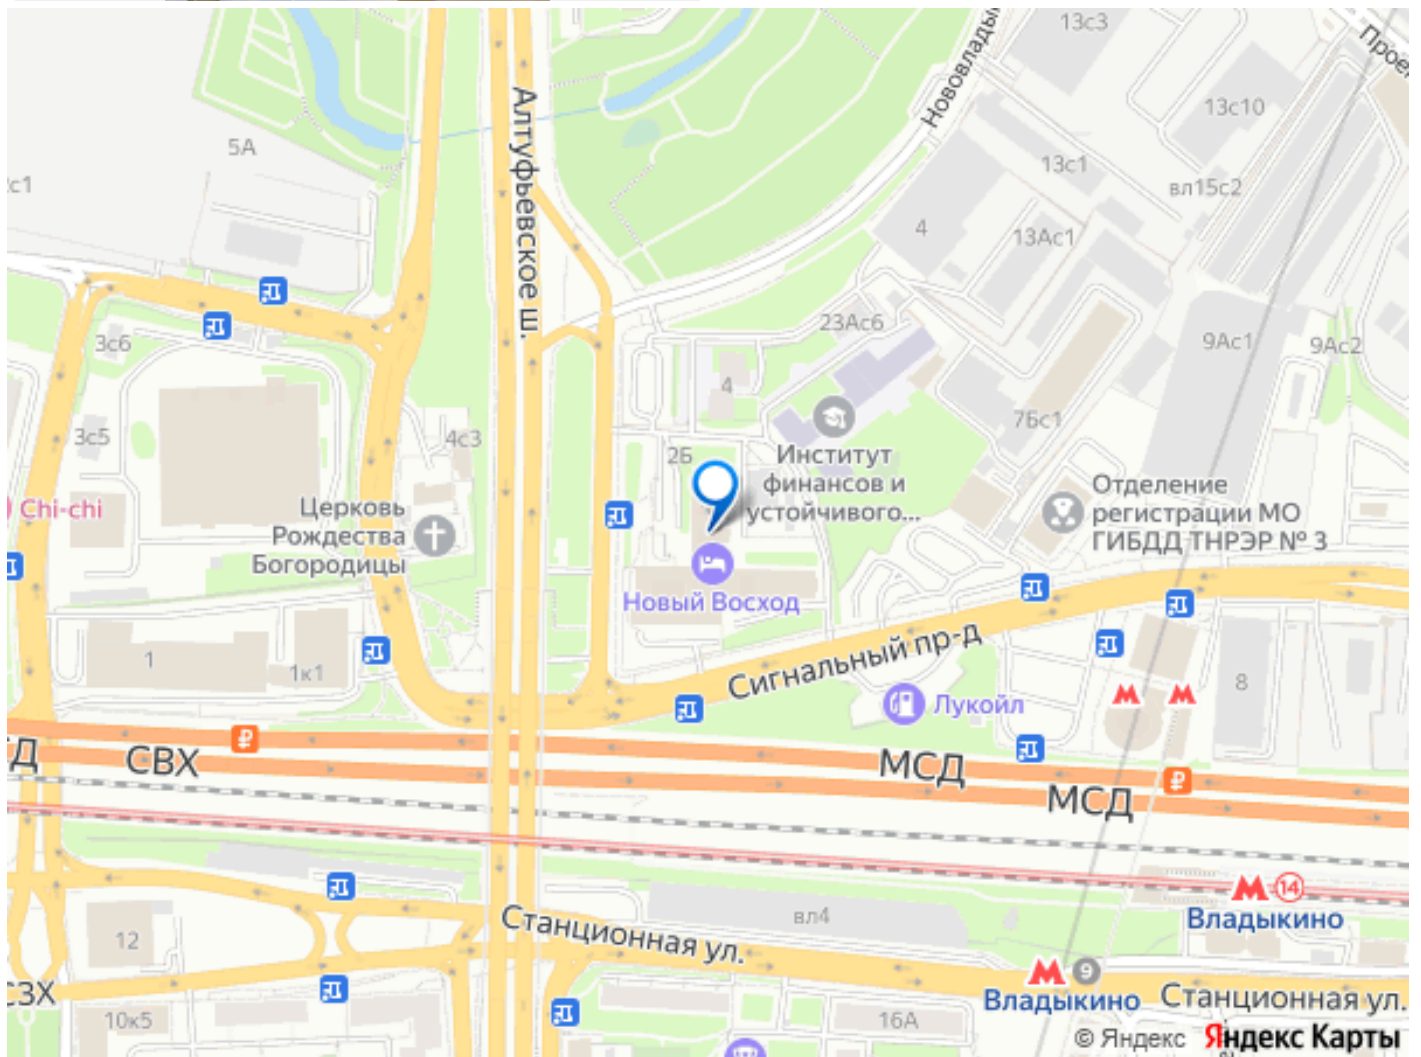 13с3
Проек
Нововладык
13с10
Алтуфьевское ш.
5А
13с1
вл15с2
с1
4
13Ас1
23Ас6
3с6
9Ас1
9Ас2
4
7Бс1
3с5
4с3
2Б
Институт
финансов и
устойчивого...
Отделение
регистрации МО
ГИБДД ТНРЭР № 3
Chi-chi
Церковь
Рождества
Богородицы
Новый Восход
Сигнальный пр-д
1
1к1
8
Лукойл
СВХ
МСД
МСД
14
Владыкино
вл4
Станционная ул.
12
9
Владыкино
Станционная ул.
СЗХ
10к5
16А
© Яндекс Яндекс Карты